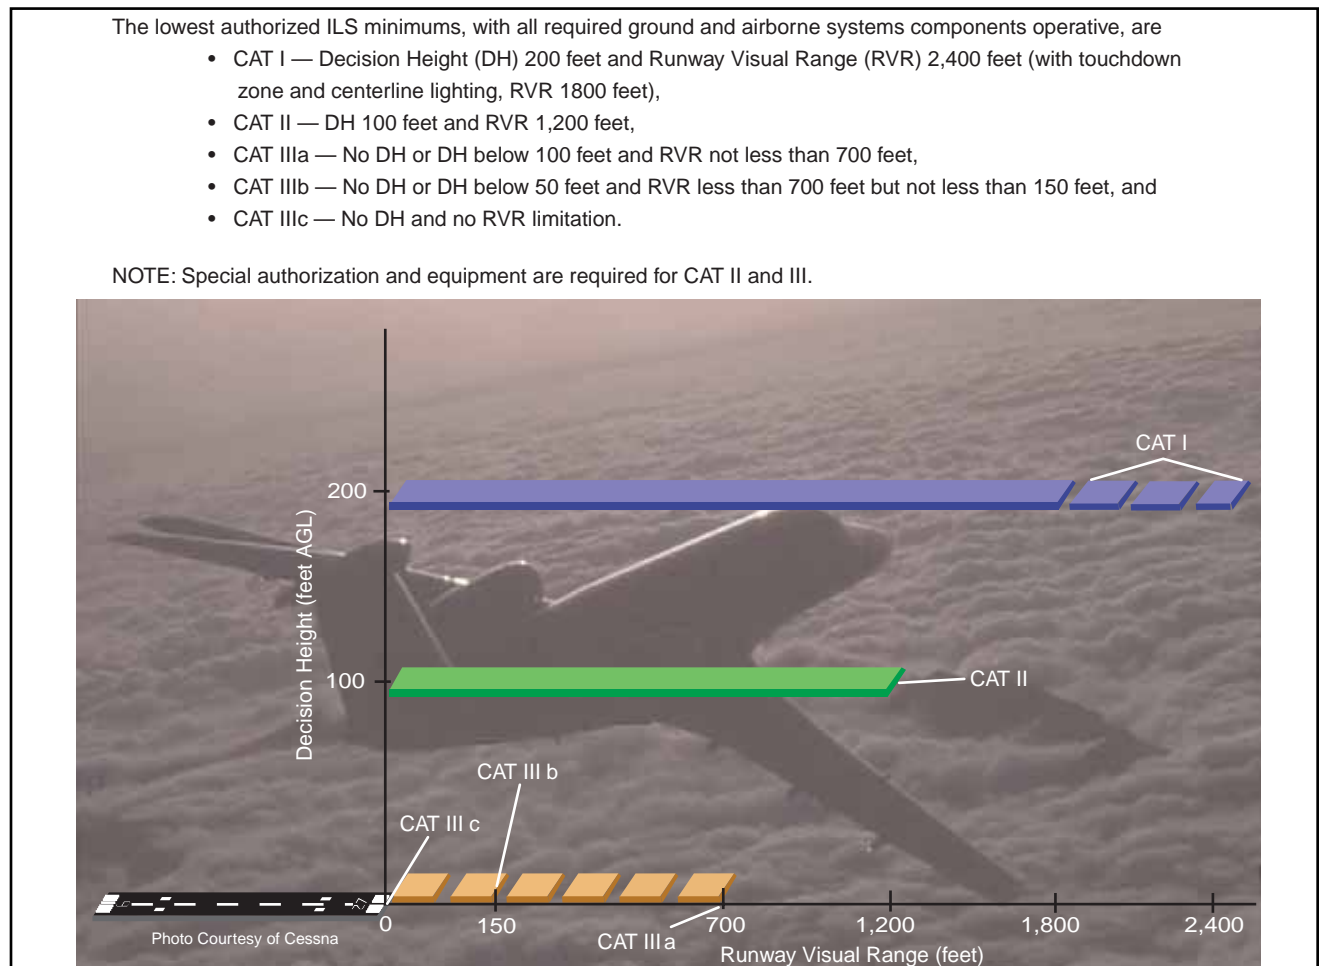 The lowest authorized ILS minimums, with all required ground and airborne systems components operative, are
• CAT I — Decision Height (DH) 200 feet and Runway Visual Range (RVR) 2,400 feet (with touchdown
zone and centerline lighting, RVR 1800 feet),
• CAT II — DH 100 feet and RVR 1,200 feet,
• CAT IIIa — No DH or DH below 100 feet and RVR not less than 700 feet,
• CAT IIIb — No DH or DH below 50 feet and RVR less than 700 feet but not less than 150 feet, and
• CAT IIIc — No DH and no RVR limitation.
NOTE: Special authorization and equipment are required for CAT II and III.
CAT I
200
Decision Height (feet AGL)
100
CAT II
CAT III b
CAT III c
0
150
700
1,200
1,800
2,400
Photo Courtesy of Cessna
CAT III a
Runway Visual Range (feet)